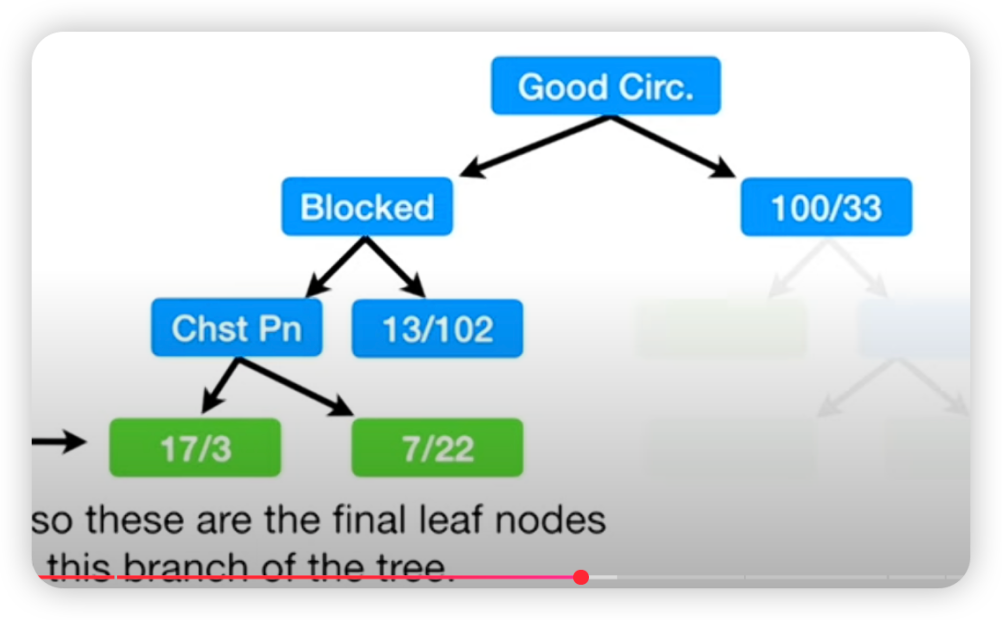 Good Circ.
Blocked
100/33
Chst Pn
13/102
17/3
7/22
so these are the final leaf nodes
this branch of the tree.